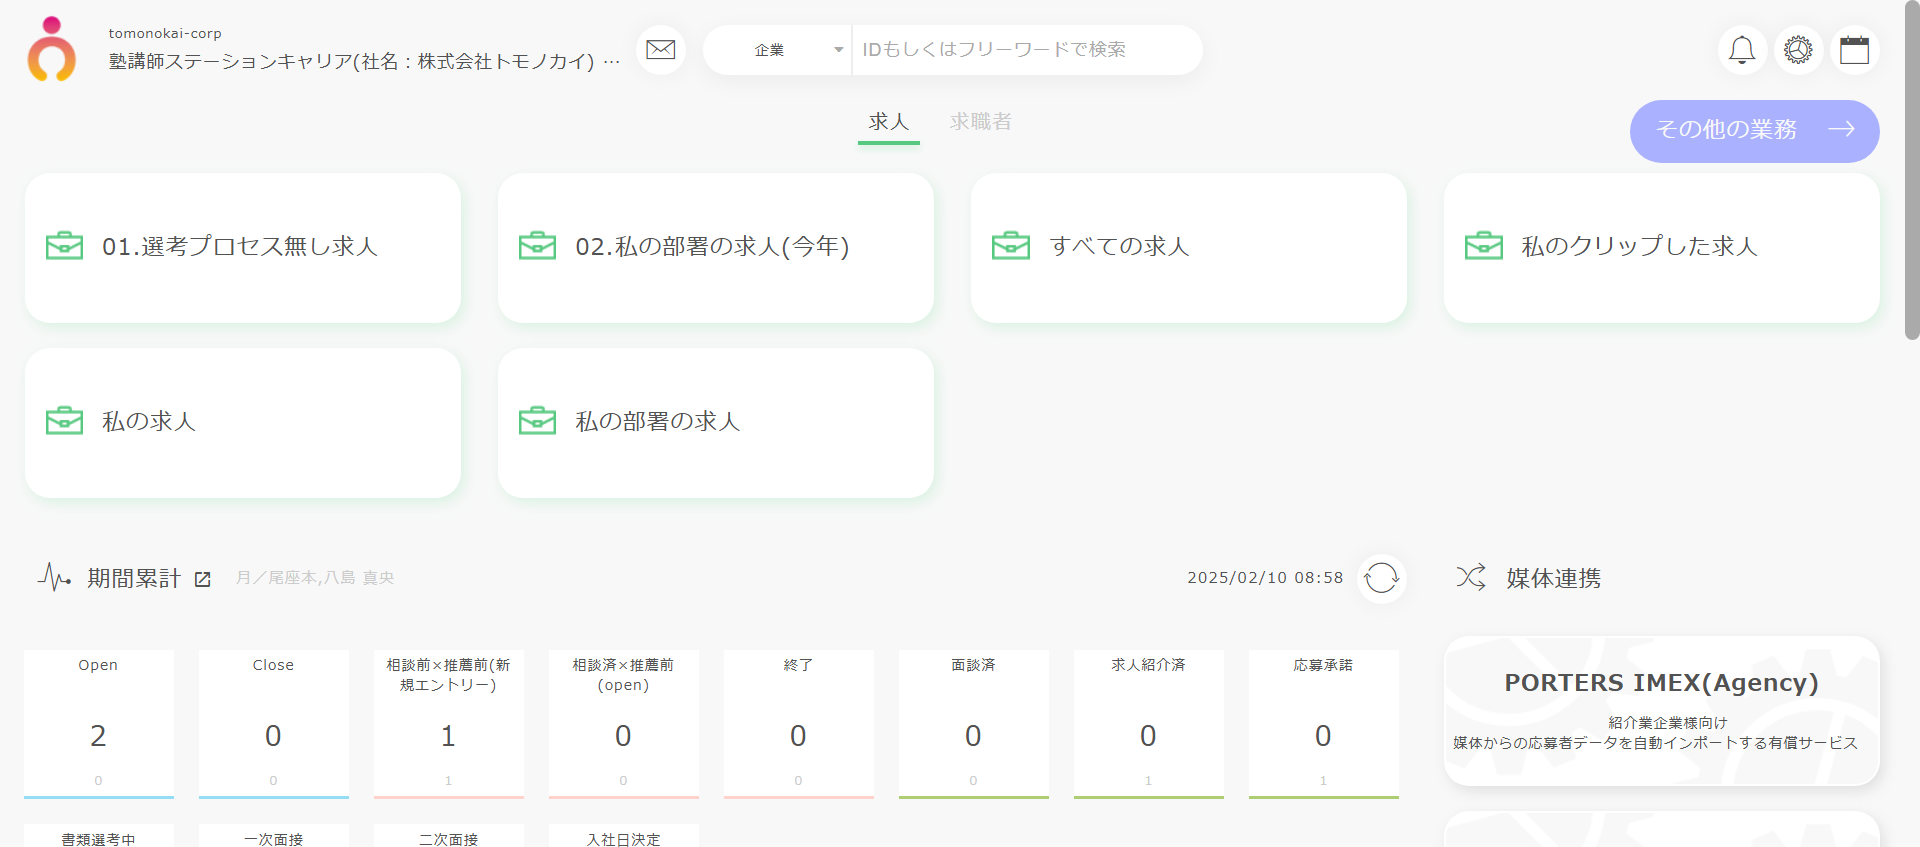 tomonokai-corp
塾講師ステーションキャリア(社名：株式会社トモノカイ) …
企業
IDもしくはフリーワードで検索
求人
求職者
その他の業務
01.選考プロセス無し求人
02.私の部署の求人(今年)
すべての求人
私のクリップした求人
私の求人
私の部署の求人
期間累計
月／尾座本,八島 真央
2025/02/10 08:58
媒体連携
Open
2
0
Close
0
0
相談前×推薦前(新
規エントリー)
1
1
相談済×推薦前
(open)
0
0
終了
0
0
面談済
0
0
求人紹介済
0
1
応募承諾
0
1
PORTERS IMEX(Agency)
紹介業企業様向け
媒体からの応募者データを自動インポートする有償サービス
書類選考中
一次面接
二次面接
入社日決定